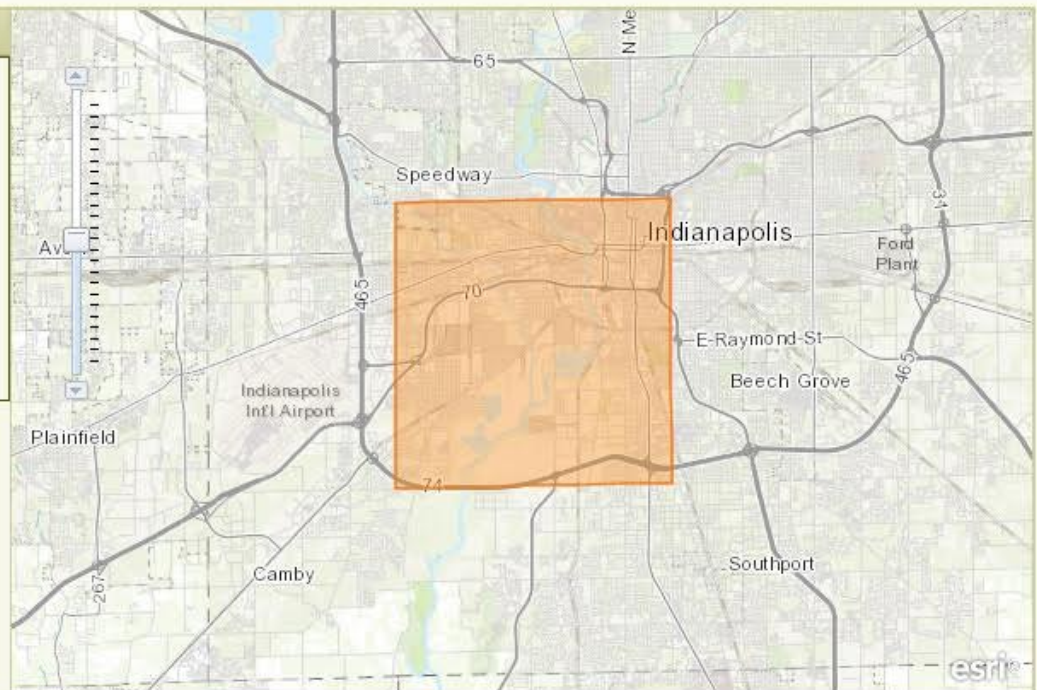 N Me
65
Speedway
Indianapolis
31
Ford
Plant
Av
465
70
E-Raymond-St
465
Beech Grove
Indianapolis
Int'l Airport
Plainfield
74
267
Camby
Southport
esri